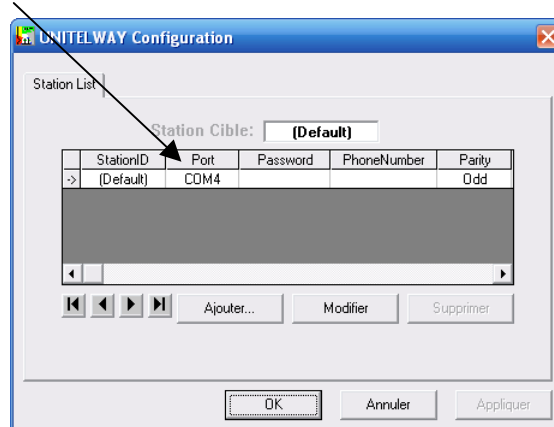 UNITELWAY Configuration
Station List
Station Cible: (Default)
StationID Port Password PhoneNumber Parity
-> (Default) COM4 Odd
Ajouter... Modifier Supprimer
OK Annuler Appliquer